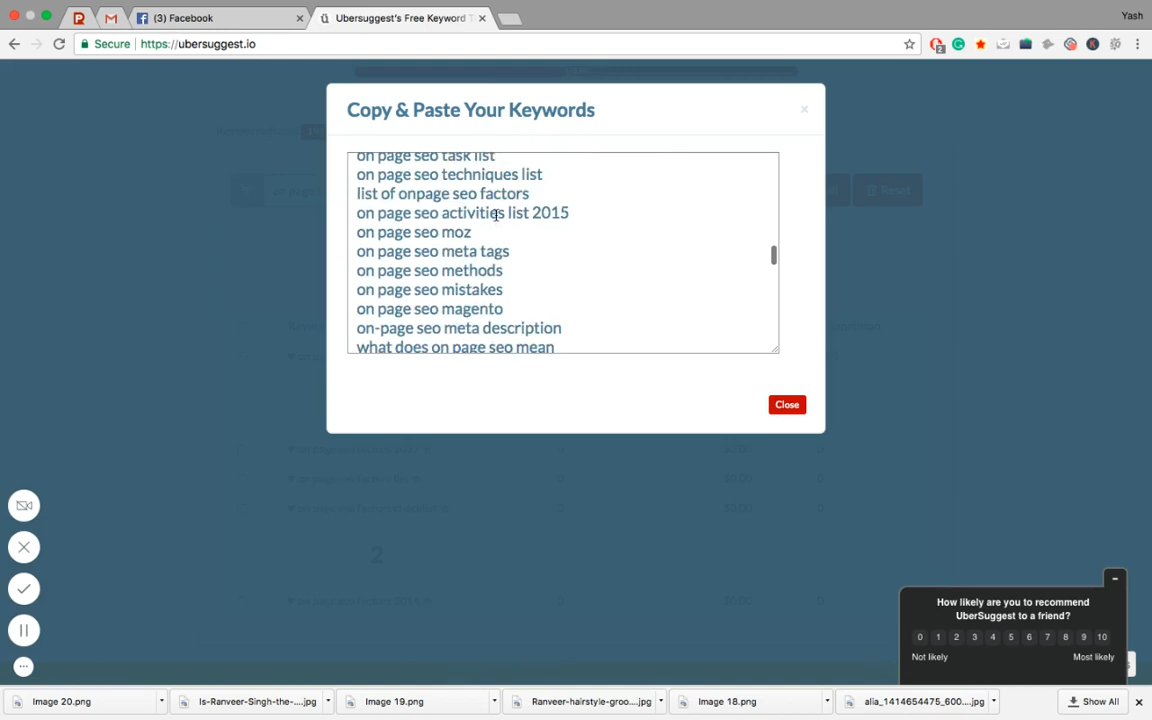 (3) Facebook
Ubersuggest's Free Keyword T
Yash
Secure
https://ubersuggest.io
2
Copy & Paste Your Keywords
on page seo task list
on page seo techniques list
list of onpage seo factors
on page seo activities list 2015
on page seo moz
on page seo meta tags
on page seo methods
on page seo mistakes
on page seo magento
on-page seo meta description
what does on page seo mean
Close
Reset
2
How likely are you to recommend
UberSuggest to a friend?
0 1 2 3 4 5 6 7 8 9 10
Not likely
Most likely
Image 20.png
Is-Ranveer-Singh-the-....jpg
Image 19.png
Ranveer-hairstyle-groo....jpg
Image 18.png
alia_1414654475_600....jpg
Show All